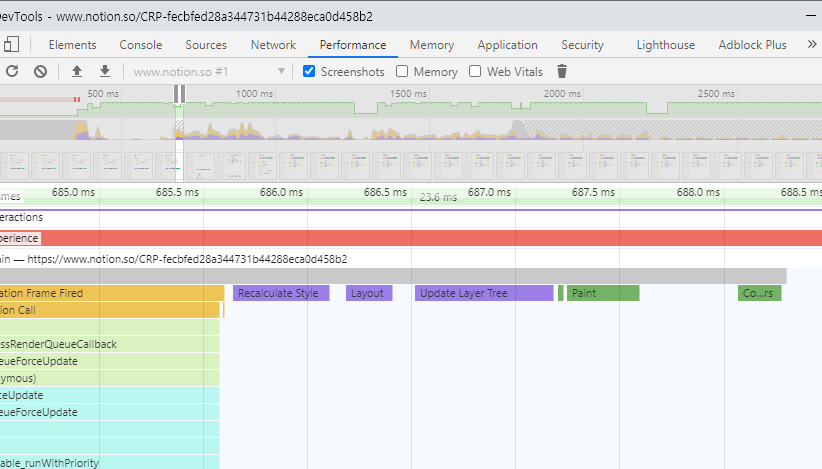 DevTools - www.notion.so/CRP-fecbfed28a344731b44288eca0d458b2
Elements Console Sources Network Performance Memory Application Security Lighthouse Adblock Plus »
www.notion.so #1 Screenshots Memory Web Vitals
500 ms 1000 ms 1500 ms 2000 ms 2500 ms
685.0 ms 685.5 ms 686.0 ms 686.5 ms 687.0 ms 687.5 ms 688.0 ms 688.5 ms
mes 23.6 ms
eractions
perience
ain — https://www.notion.so/CRP-fecbfed28a344731b44288eca0d458b2
ation Frame Fired Recalculate Style Layout Update Layer Tree Paint Co...rs
ion Call
essRenderQueueCallback
eueForceUpdate
ymous)
ceUpdate
eueForceUpdate
able_runWithPriority